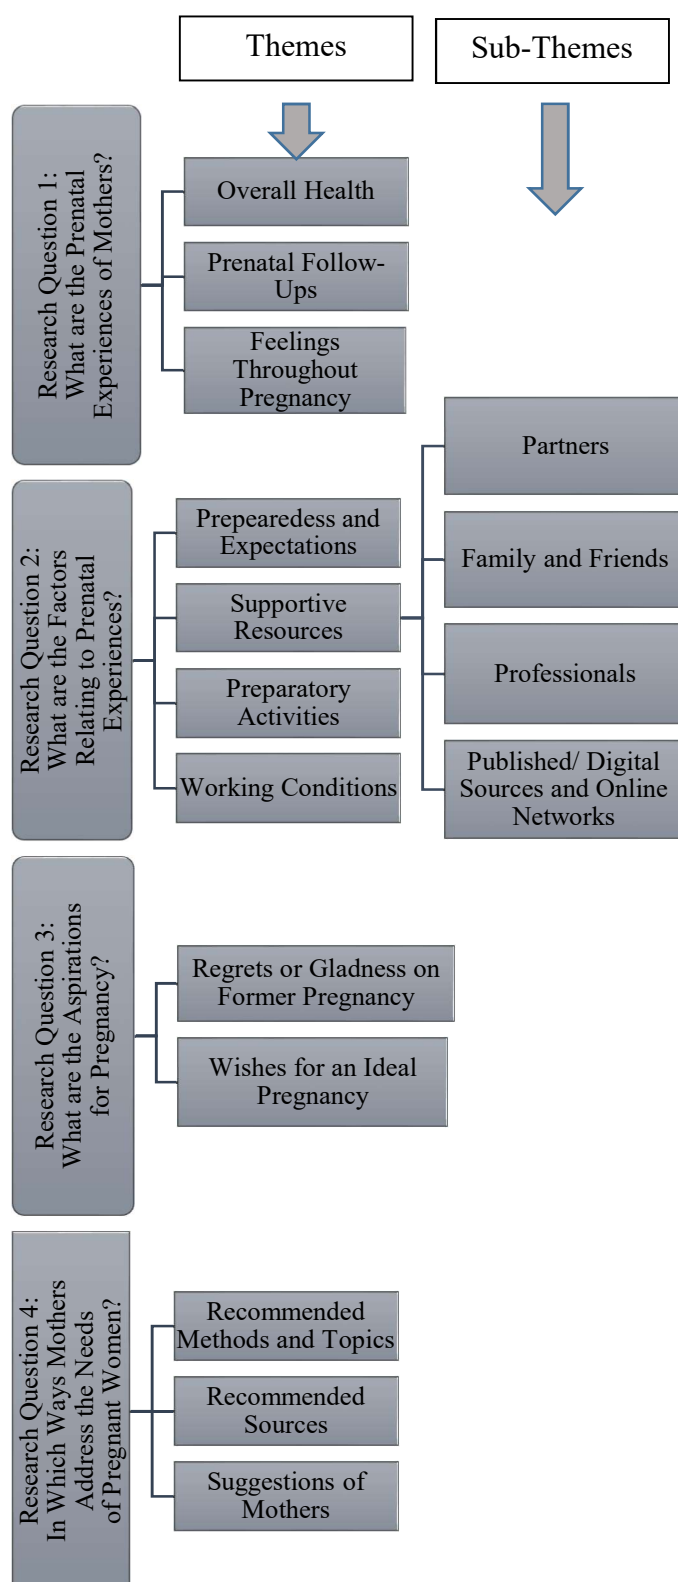 Themes
Sub-Themes
Research Question 1:
What are the Prenatal
Experiences of Mothers?
Overall Health
Prenatal Follow-
Ups
Feelings
Throughout
Pregnancy
Research Question 2:
What are the Factors
Relating to Prenatal
Experiences?
Prepearedess and
Expectations
Supportive
Resources
Preparatory
Activities
Working Conditions
Partners
Family and Friends
Professionals
Published/ Digital
Sources and Online
Networks
Research Question 3:
What are the Aspirations
for Pregnancy?
Regrets or Gladness on
Former Pregnancy
Wishes for an Ideal
Pregnancy
Research Question 4:
In Which Ways Mothers
Address the Needs
of Pregnant Women?
Recommended
Methods and Topics
Recommended
Sources
Suggestions of
Mothers